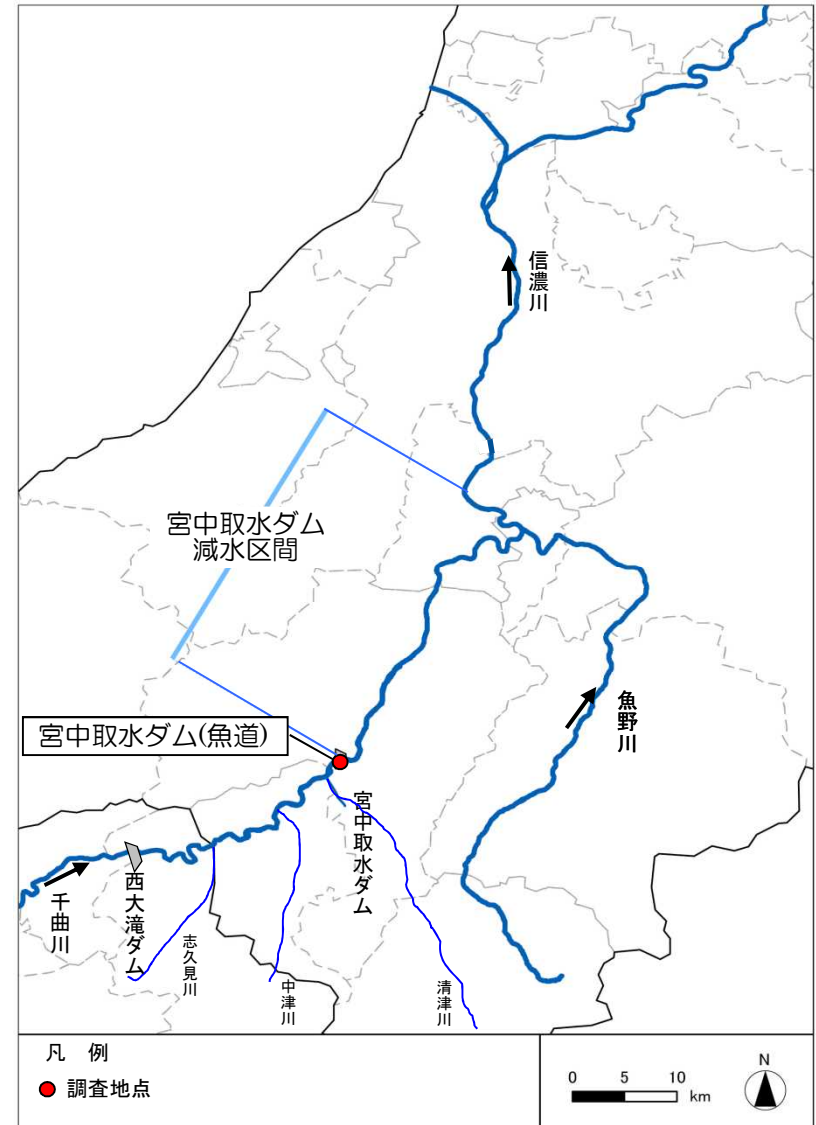 信濃川
宮中取水ダム
減水区間
魚野川
宮中取水ダム(魚道)
宮中取水ダム
千曲川
西大滝ダム
志久見川
中津川
清津川
凡 例
調査地点
0 5 10
km
N